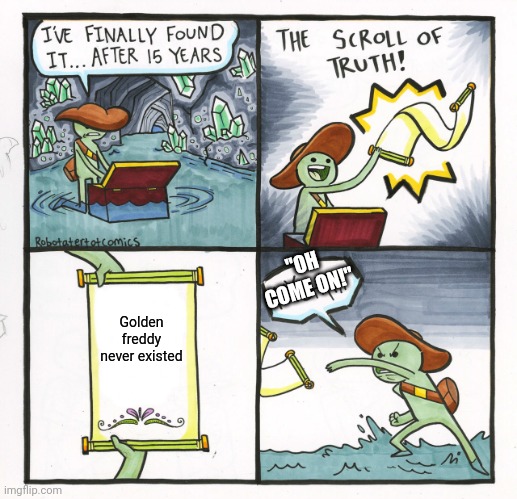 I'VE FINALLY FOUND
IT... AFTER 15 YEARS
THE SCROLL OF
TRUTH!
Robotatertotcomics
Golden
freddy
never existed
"OH
COME ON!"
imgflip.com